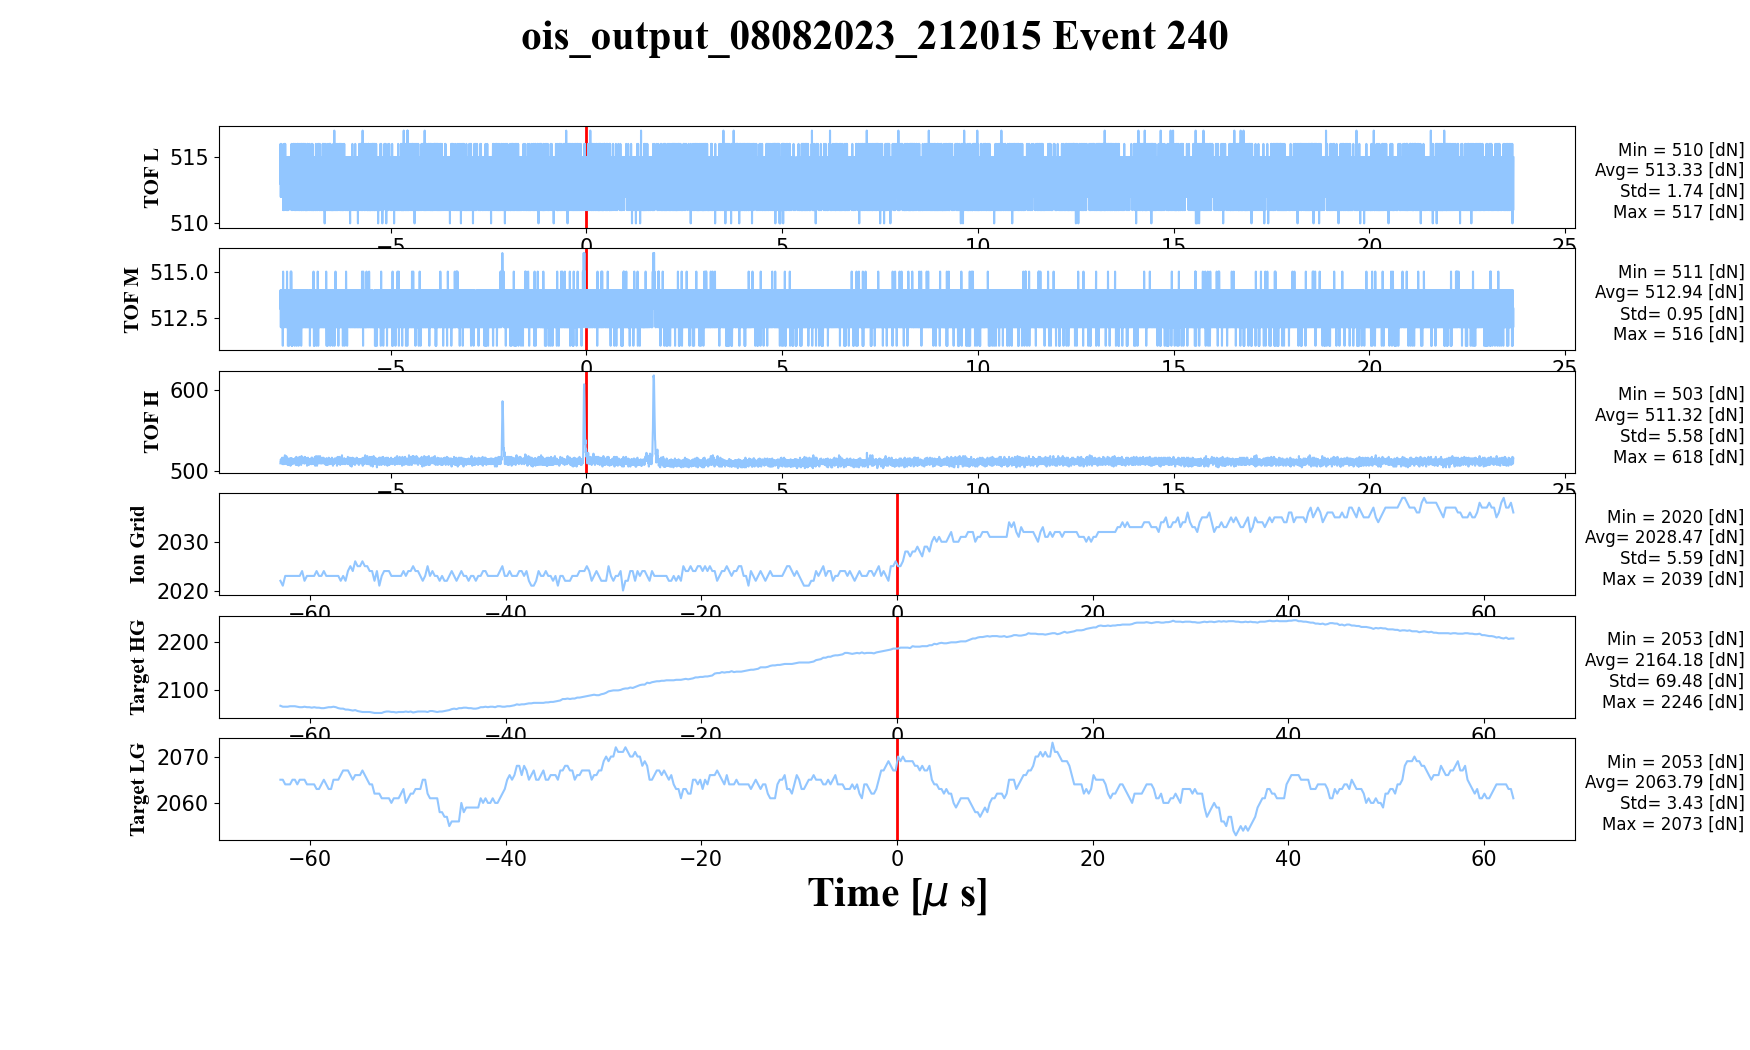 ois_output_08082023_212015 Event 240
TOF L
515
510
Min = 510 [dN]
Avg= 513.33 [dN]
Std= 1.74 [dN]
Max = 517 [dN]
−5 0 5 10 15 20 25
TOF M
515.0
512.5
Min = 511 [dN]
Avg= 512.94 [dN]
Std= 0.95 [dN]
Max = 516 [dN]
−5 0 5 10 15 20 25
TOF H
600
500
Min = 503 [dN]
Avg= 511.32 [dN]
Std= 5.58 [dN]
Max = 618 [dN]
−5 0 5 10 15 20 25
Ion Grid
2030
2020
Min = 2020 [dN]
Avg= 2028.47 [dN]
Std= 5.59 [dN]
Max = 2039 [dN]
−60 −40 −20 0 20 40 60
Target HG
2200
2100
Min = 2053 [dN]
Avg= 2164.18 [dN]
Std= 69.48 [dN]
Max = 2246 [dN]
−60 −40 −20 0 20 40 60
Target LG
2070
2060
Min = 2053 [dN]
Avg= 2063.79 [dN]
Std= 3.43 [dN]
Max = 2073 [dN]
−60 −40 −20 0 20 40 60
Time [μ s]